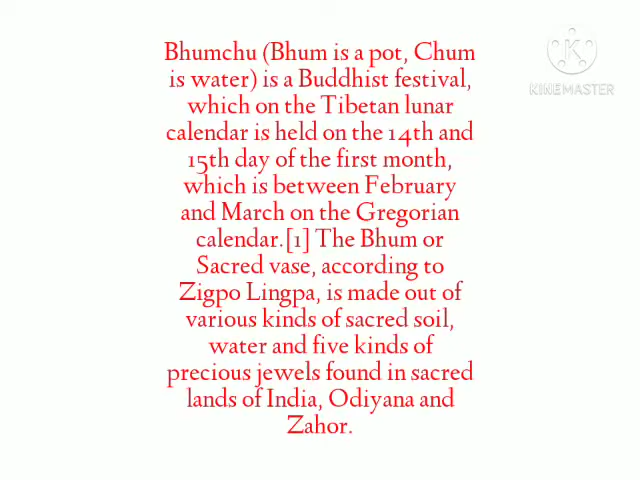 Bhumchu (Bhum is a pot, Chum
is water) is a Buddhist festival,
which on the Tibetan lunar
calendar is held on the 14th and
15th day of the first month,
which is between February
and March on the Gregorian
calendar.[1] The Bhum or
Sacred vase, according to
Zigpo Lingpa, is made out of
various kinds of sacred soil,
water and five kinds of
precious jewels found in sacred
lands of India, Odiyana and
Zahor.
K
KINEMASTER